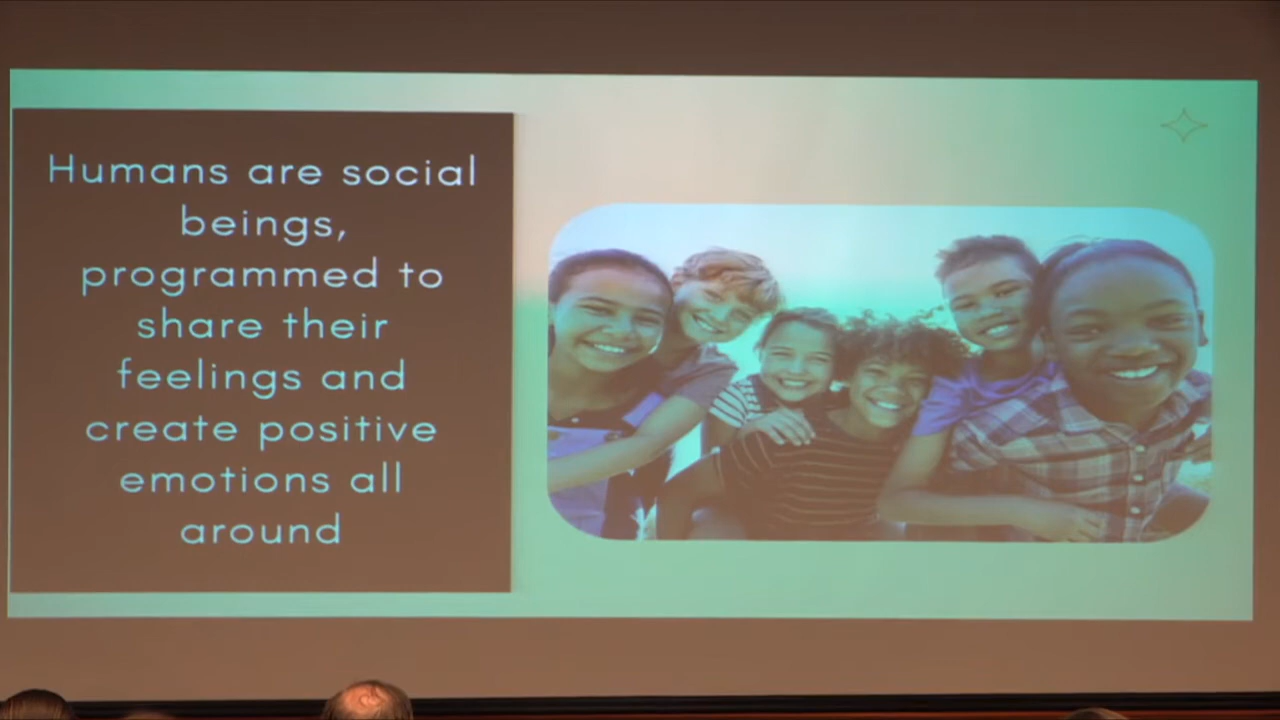 Humans are social
beings,
programmed to
share their
feelings and
create positive
emotions all
around